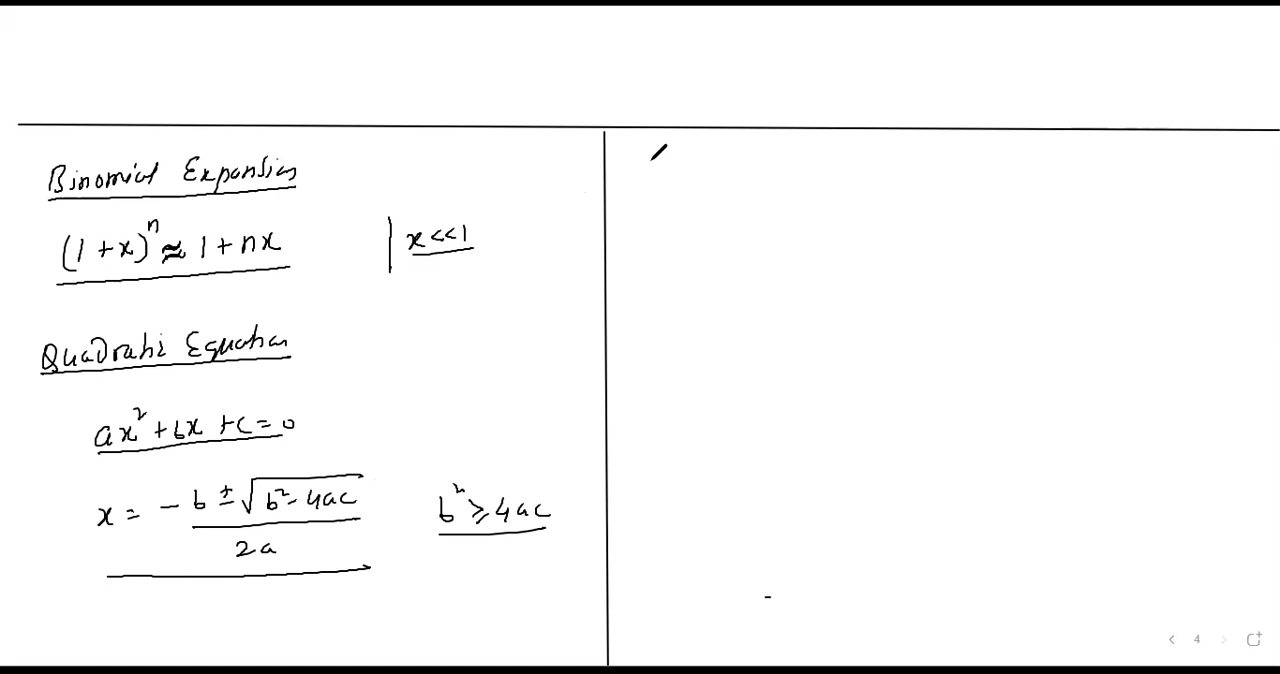 Binomial Expansion
(1+x)ⁿ ≈ 1+nx | x<<1
Quadratic Equation
ax²+bx+c=0
x = -b ± √(b²-4ac) / 2a    b² ≥ 4ac
4